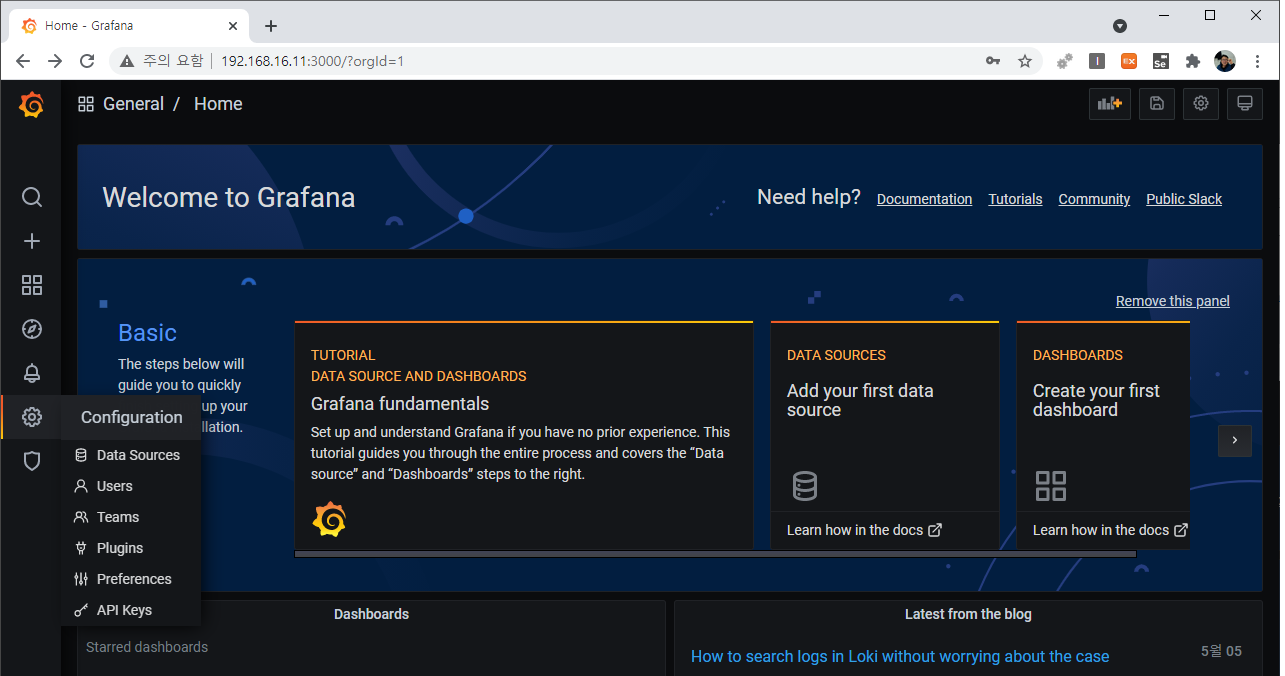 Home - Grafana
주의 요함
192.168.16.11:3000/?orgId=1
General / Home
Welcome to Grafana
Need help?
Documentation
Tutorials
Community
Public Slack
Remove this panel
Basic
The steps below will
guide you to quickly
up your
llation.
TUTORIAL
DATA SOURCE AND DASHBOARDS
Grafana fundamentals
Set up and understand Grafana if you have no prior experience. This
tutorial guides you through the entire process and covers the “Data
source” and “Dashboards” steps to the right.
DATA SOURCES
Add your first data
source
Learn how in the docs
DASHBOARDS
Create your first
dashboard
Learn how in the docs
Configuration
Data Sources
Users
Teams
Plugins
Preferences
API Keys
Dashboards
Starred dashboards
Latest from the blog
How to search logs in Loki without worrying about the case
5월 05